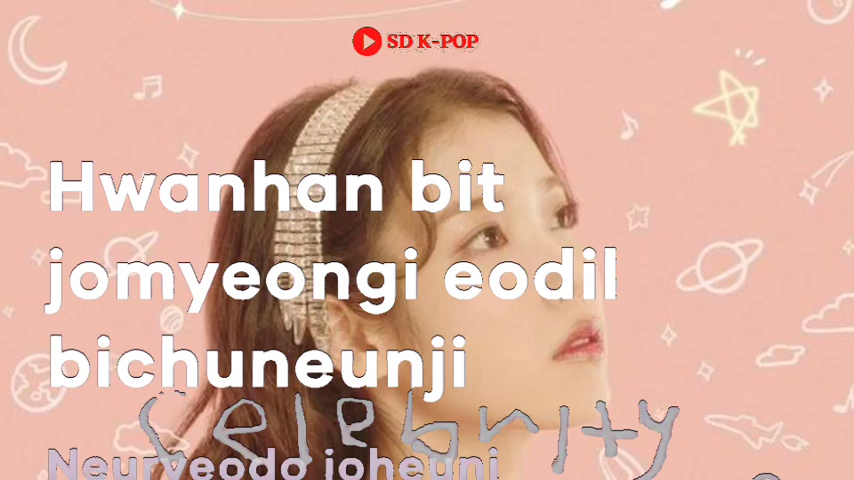 SD K-POP
Hwanhan bit
jomyeongi eodil
bichuneunji
Celebrity
Neuryeodo joheuni